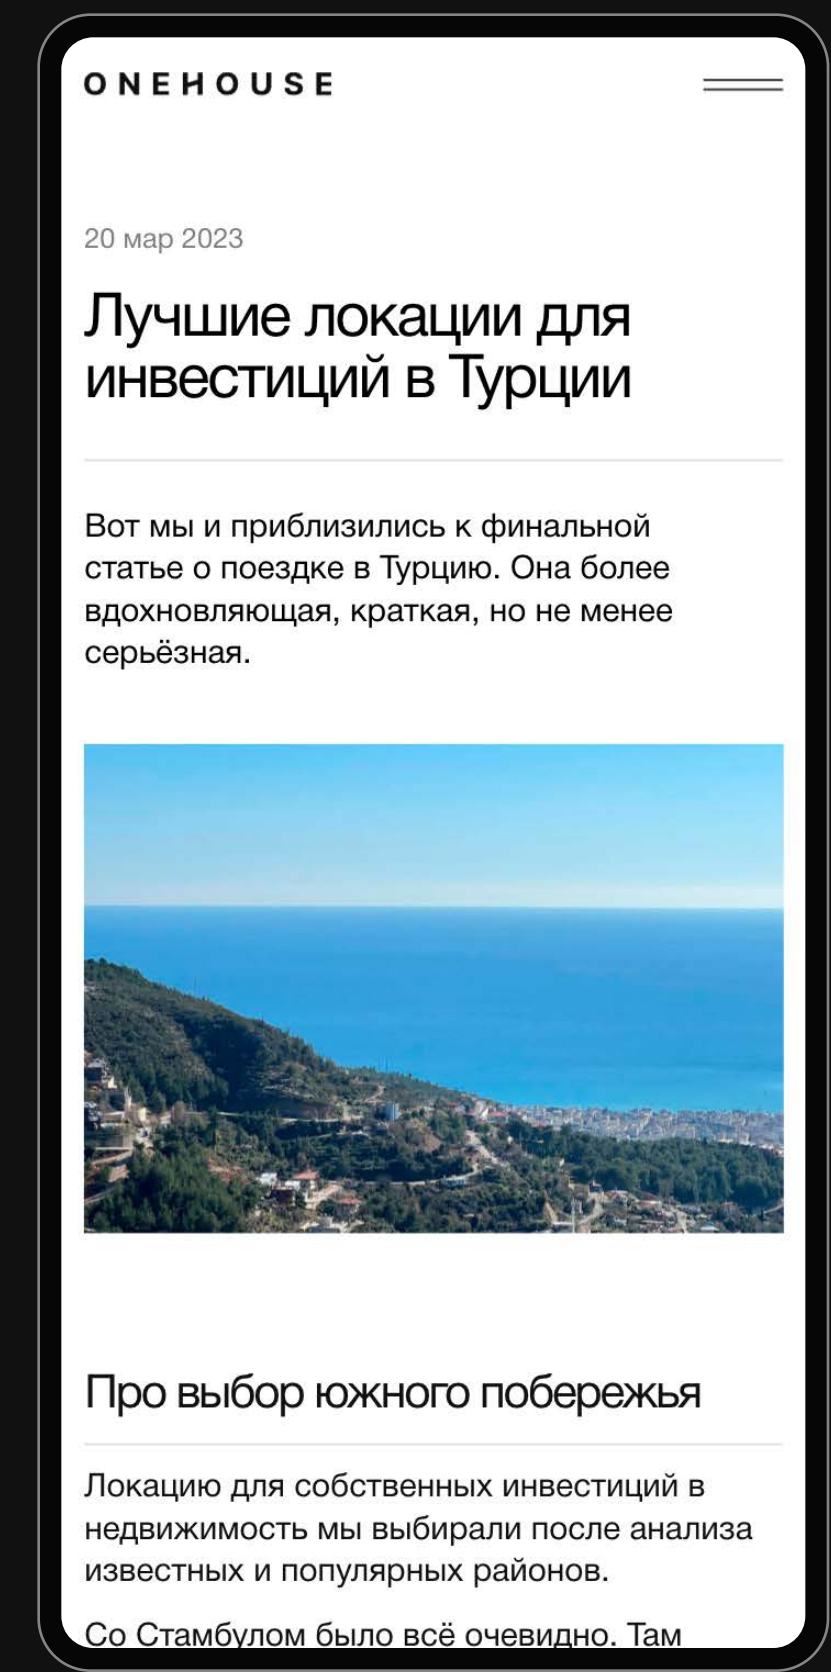 ONEHOUSE
20 мар 2023
Лучшие локации для
инвестиций в Турции
Вот мы и приблизились к финальной
статье о поездке в Турцию. Она более
вдохновляющая, краткая, но не менее
серьёзная.
Про выбор южного побережья
Локацию для собственных инвестиций в
недвижимость мы выбирали после анализа
известных и популярных районов.
Со Стамбулом было всё очевидно. Там